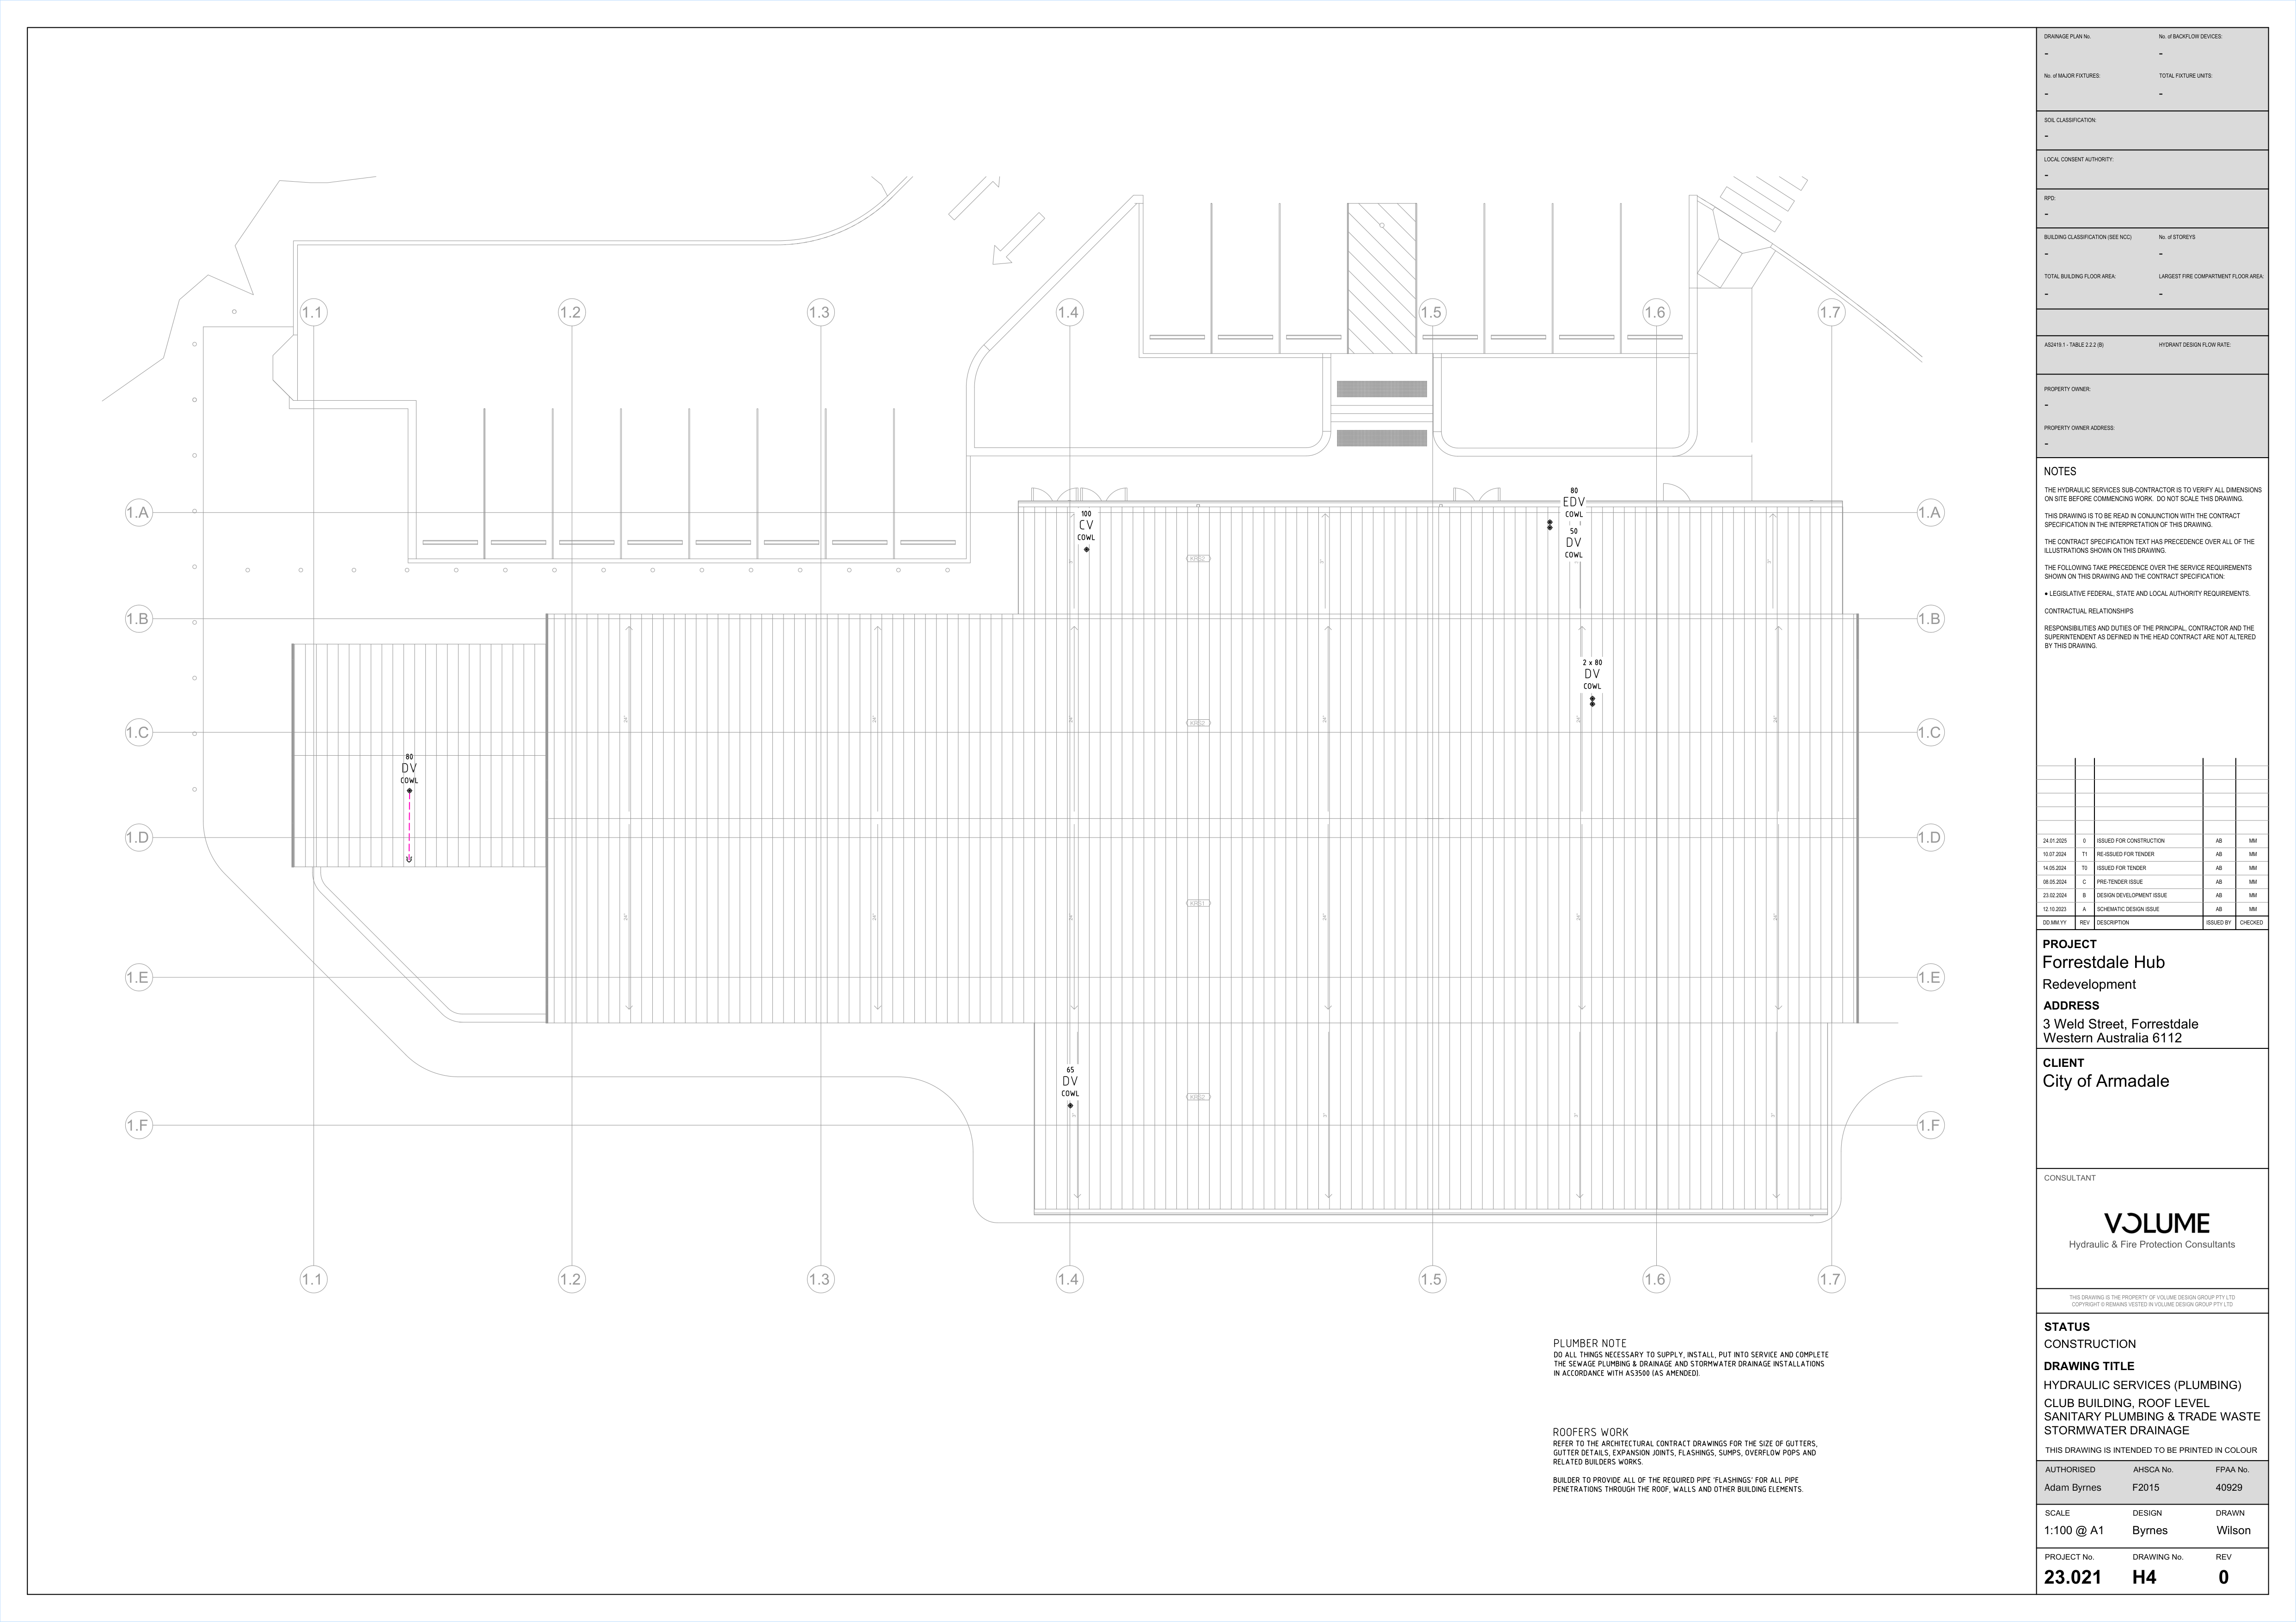 1.1
1.2
1.3
1.4
1.5
1.6
1.7
1.A
1.A
1.B
1.B
1.C
1.C
1.D
1.D
1.E
1.E
1.F
1.F
1.1
1.2
1.3
1.4
1.5
1.6
1.7
100
CV
COWL
80
EDV
COWL
50
DV
COWL
2 x 80
DV
COWL
80
DV
COWL
65
DV
COWL
PLUMBER NOTE
DO ALL THINGS NECESSARY TO SUPPLY, INSTALL, PUT INTO SERVICE AND COMPLETE
THE SEWAGE PLUMBING & DRAINAGE AND STORMWATER DRAINAGE INSTALLATIONS
IN ACCORDANCE WITH AS3500 (AS AMENDED).
ROOFERS WORK
REFER TO THE ARCHITECTURAL CONTRACT DRAWINGS FOR THE SIZE OF GUTTERS,
GUTTER DETAILS, EXPANSION JOINTS, FLASHINGS, SUMPS, OVERFLOW POPS AND
RELATED BUILDERS WORKS.
BUILDER TO PROVIDE ALL OF THE REQUIRED PIPE 'FLASHINGS' FOR ALL PIPE
PENETRATIONS THROUGH THE ROOF, WALLS AND OTHER BUILDING ELEMENTS.
DRAINAGE PLAN No. No. of BACKFLOW DEVICES:
- -
No. of MAJOR FIXTURES: TOTAL FIXTURE UNITS:
- -
SOIL CLASSIFICATION:
-
LOCAL CONSENT AUTHORITY:
-
RPD:
-
BUILDING CLASSIFICATION (SEE NCC) No. of STOREYS
- -
TOTAL BUILDING FLOOR AREA: LARGEST FIRE COMPARTMENT FLOOR AREA:
- -
AS2419.1 - TABLE 2.2.2 (B) HYDRANT DESIGN FLOW RATE:
PROPERTY OWNER:
-
PROPERTY OWNER ADDRESS:
-
NOTES
THE HYDRAULIC SERVICES SUB-CONTRACTOR IS TO VERIFY ALL DIMENSIONS
ON SITE BEFORE COMMENCING WORK. DO NOT SCALE THIS DRAWING.
THIS DRAWING IS TO BE READ IN CONJUNCTION WITH THE CONTRACT
SPECIFICATION IN THE INTERPRETATION OF THIS DRAWING.
THE CONTRACT SPECIFICATION TEXT HAS PRECEDENCE OVER ALL OF THE
ILLUSTRATIONS SHOWN ON THIS DRAWING.
THE FOLLOWING TAKE PRECEDENCE OVER THE SERVICE REQUIREMENTS
SHOWN ON THIS DRAWING AND THE CONTRACT SPECIFICATION:
• LEGISLATIVE FEDERAL, STATE AND LOCAL AUTHORITY REQUIREMENTS.
CONTRACTUAL RELATIONSHIPS
RESPONSIBILITIES AND DUTIES OF THE PRINCIPAL, CONTRACTOR AND THE
SUPERINTENDENT AS DEFINED IN THE HEAD CONTRACT ARE NOT ALTERED
BY THIS DRAWING.
24.01.2025 0 ISSUED FOR CONSTRUCTION AB MM
10.07.2024 T1 RE-ISSUED FOR TENDER AB MM
14.05.2024 T0 ISSUED FOR TENDER AB MM
08.05.2024 C PRE-TENDER ISSUE AB MM
23.02.2024 B DESIGN DEVELOPMENT ISSUE AB MM
12.10.2023 A SCHEMATIC DESIGN ISSUE AB MM
DD.MM.YY REV DESCRIPTION ISSUED BY CHECKED
PROJECT
Forrestdale Hub
Redevelopment
ADDRESS
3 Weld Street, Forrestdale
Western Australia 6112
CLIENT
City of Armadale
CONSULTANT
VOLUME
Hydraulic & Fire Protection Consultants
THIS DRAWING IS THE PROPERTY OF VOLUME DESIGN GROUP PTY LTD
COPYRIGHT © REMAINS VESTED IN VOLUME DESIGN GROUP PTY LTD
STATUS
CONSTRUCTION
DRAWING TITLE
HYDRAULIC SERVICES (PLUMBING)
CLUB BUILDING, ROOF LEVEL
SANITARY PLUMBING & TRADE WASTE
STORMWATER DRAINAGE
THIS DRAWING IS INTENDED TO BE PRINTED IN COLOUR
AUTHORISED AHSCA No. FPAA No.
Adam Byrnes F2015 40929
SCALE DESIGN DRAWN
1:100 @ A1 Byrnes Wilson
PROJECT No. DRAWING No. REV
23.021 H4 0